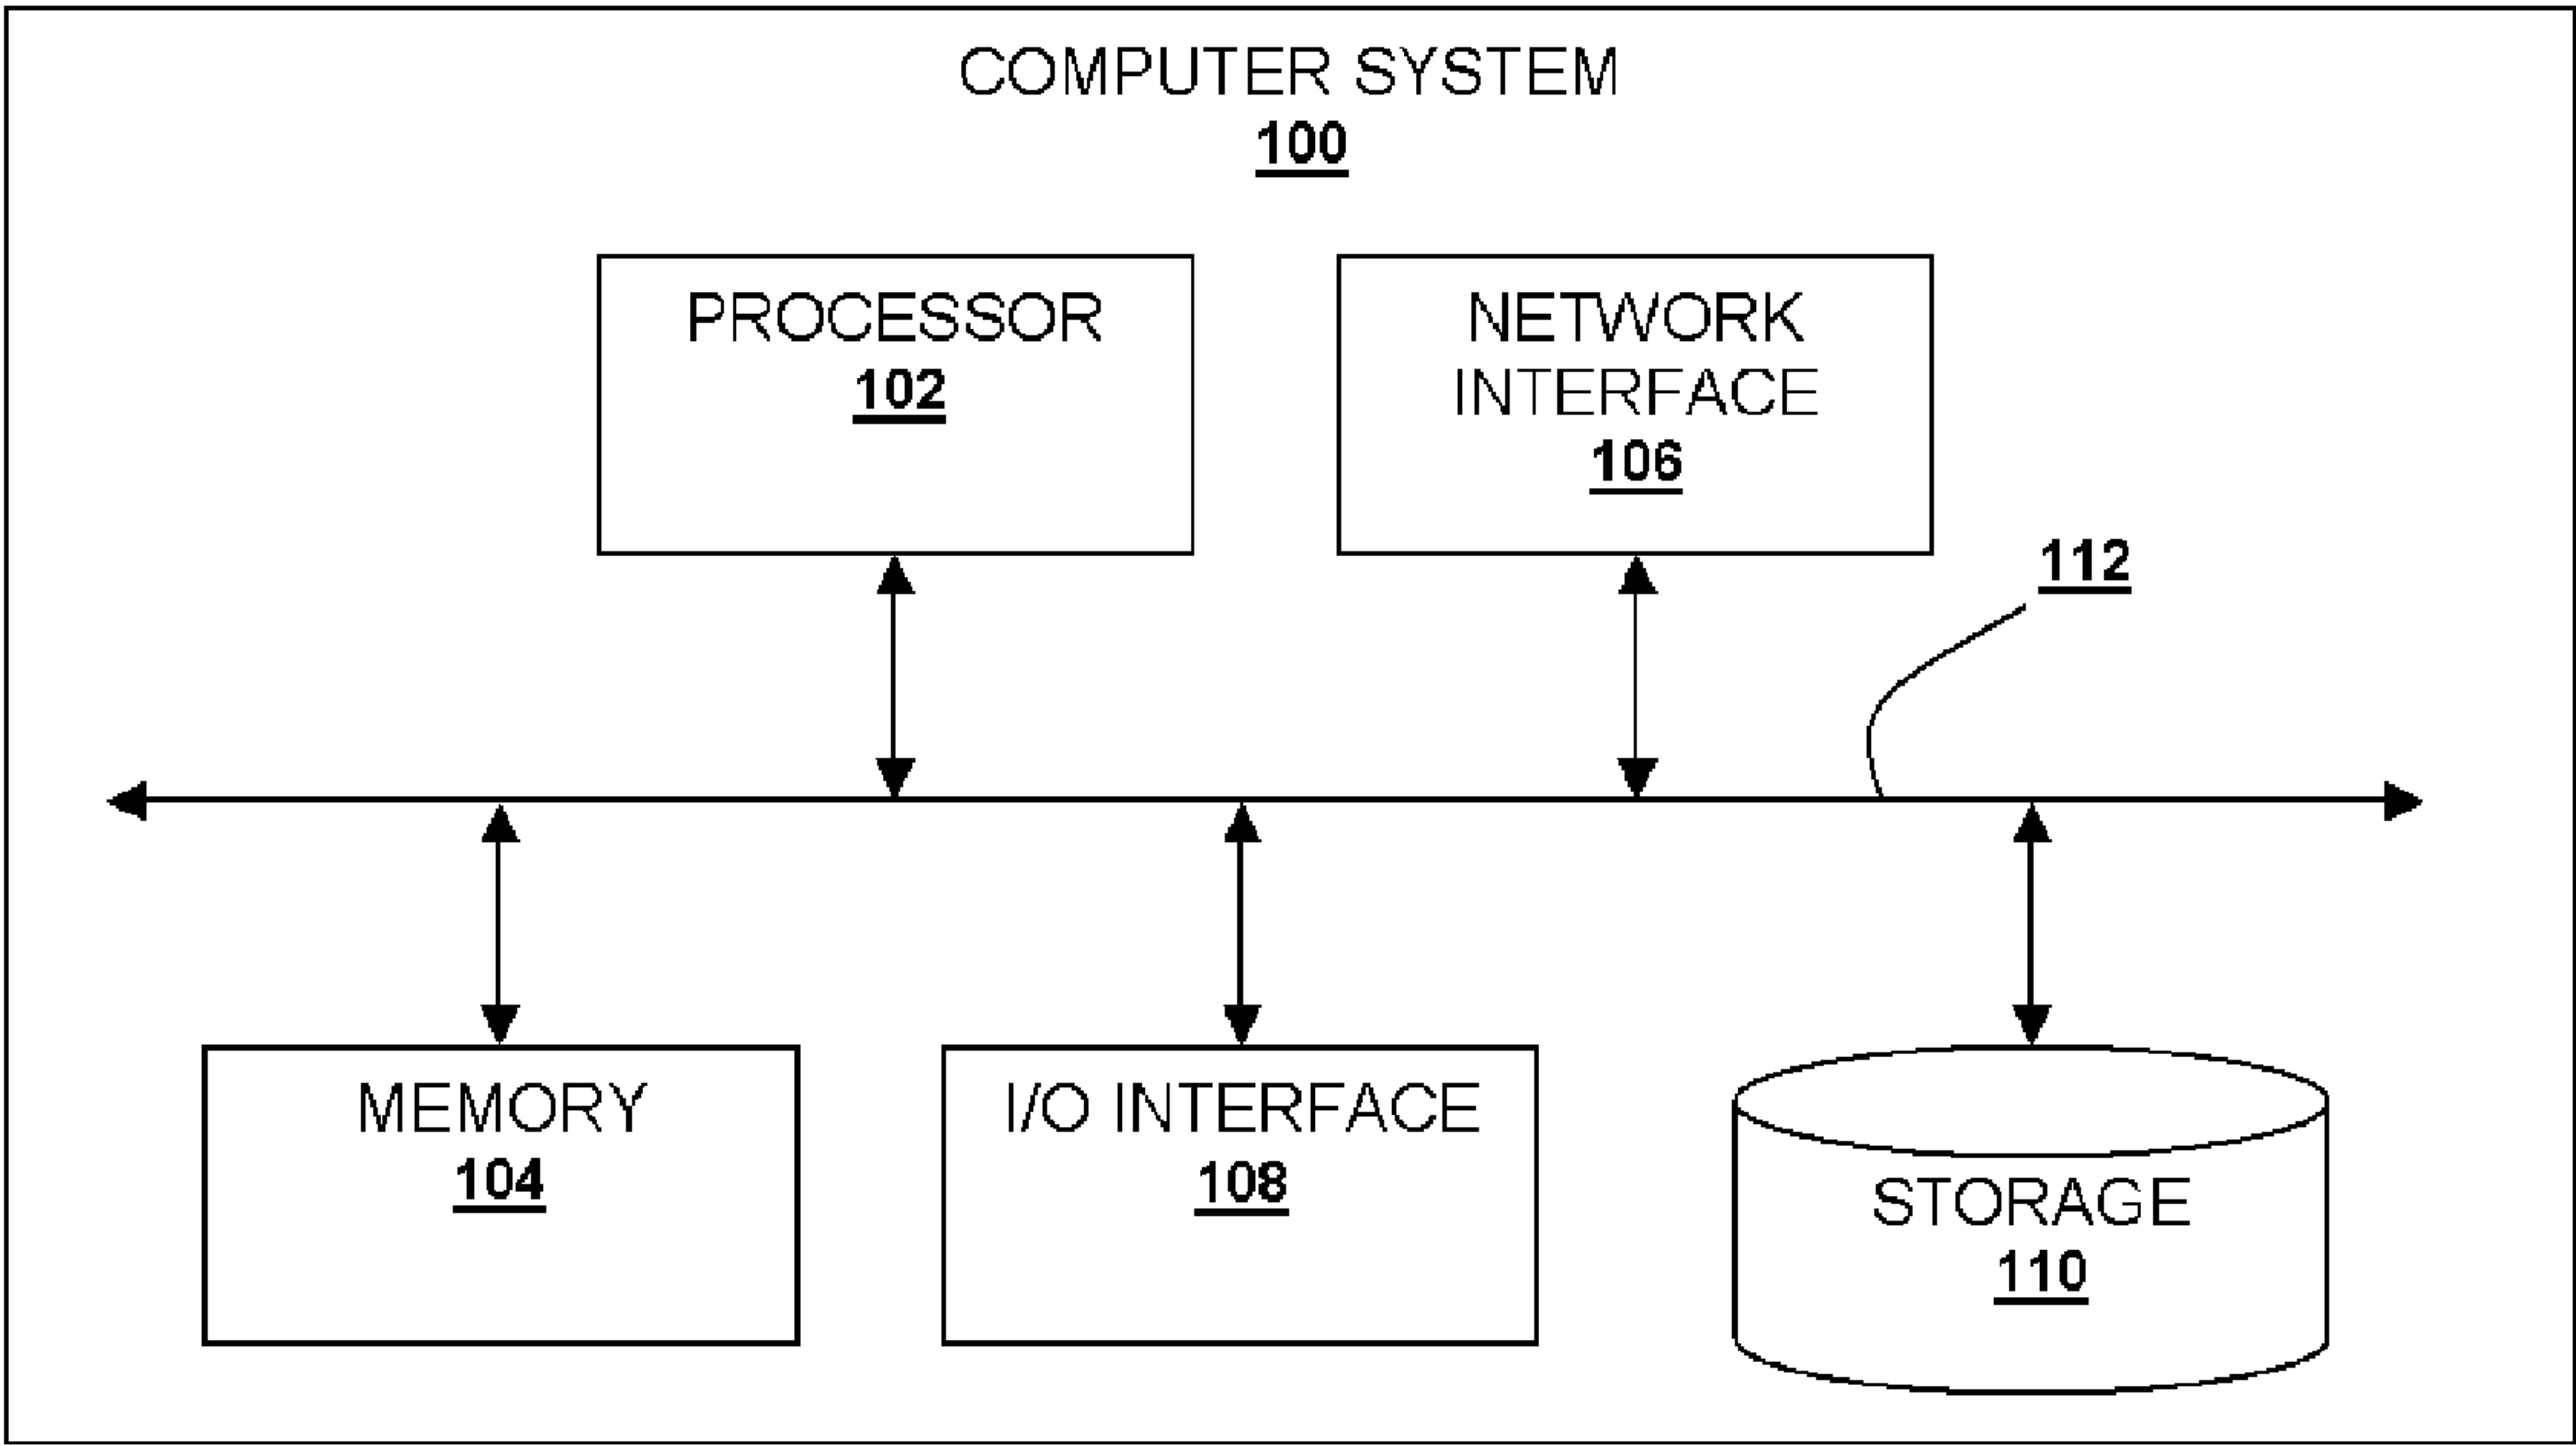 COMPUTER SYSTEM
100
PROCESSOR
102
NETWORK
INTERFACE
106
112
MEMORY
104
I/O INTERFACE
108
STORAGE
110